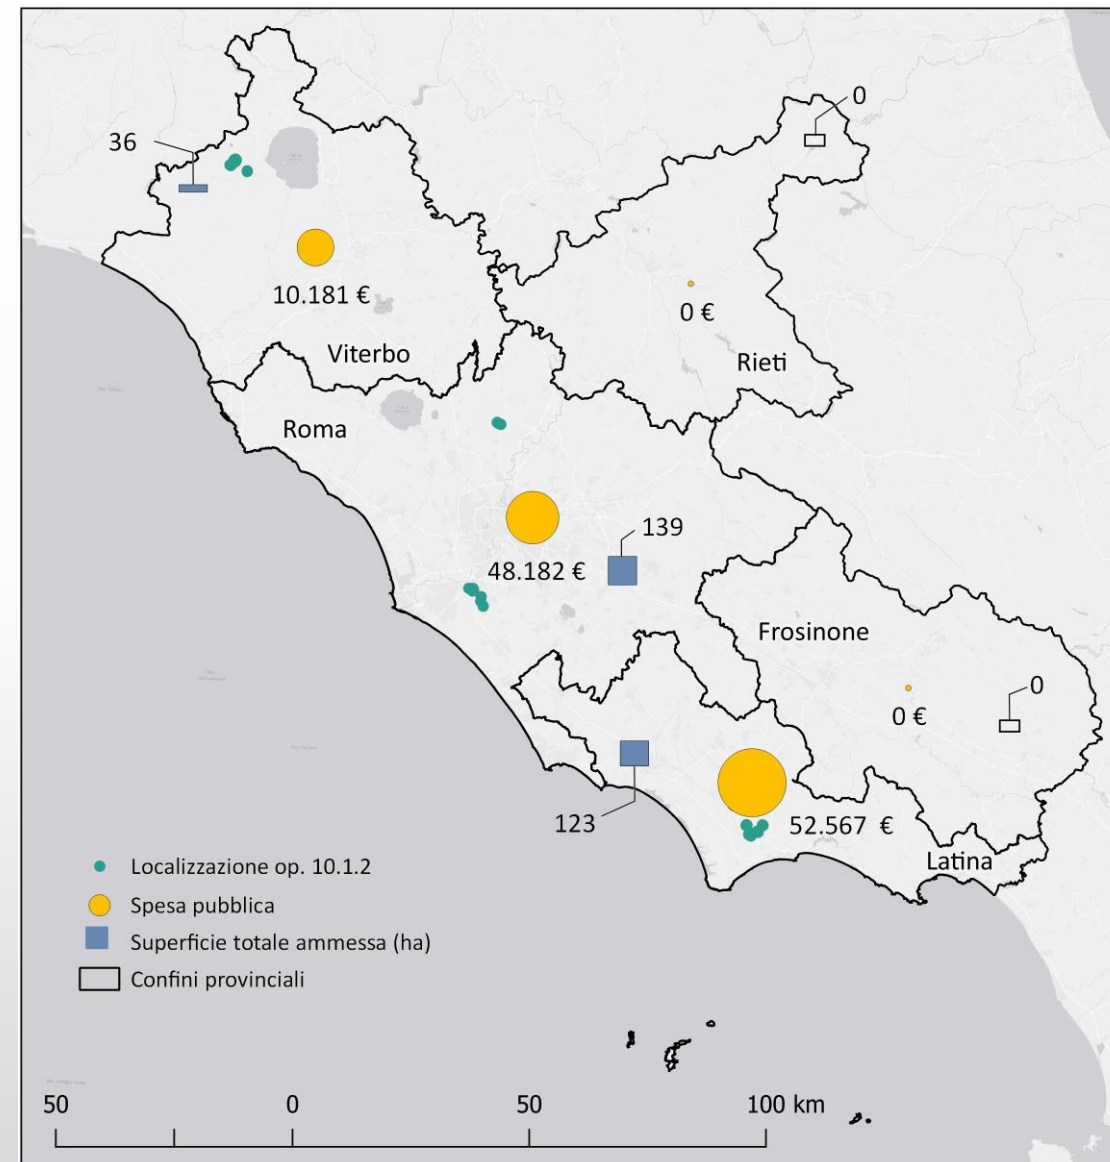 0
36
10.181 €
0 €
Viterbo
Rieti
Roma
139
48.182 €
Frosinone
0
0 €
123
52.567 €
Latina
Localizzazione op. 10.1.2
Spesa pubblica
Superficie totale ammessa (ha)
Confini provinciali
50 0 50 100 km